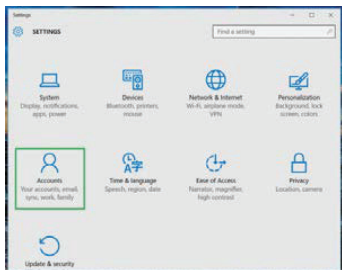 Settings
SETTINGS
Find a setting
System
Display, notifications,
apps, power
Devices
Bluetooth, printers,
mouse
Network & Internet
Wi-Fi, airplane mode,
VPN
Personalization
Background, lock
screen, colors
Accounts
Your accounts, email,
sync, work, family
Time & language
Speech, region, date
Ease of Access
Narrator, magnifier,
high contrast
Privacy
Location, camera
Update & security